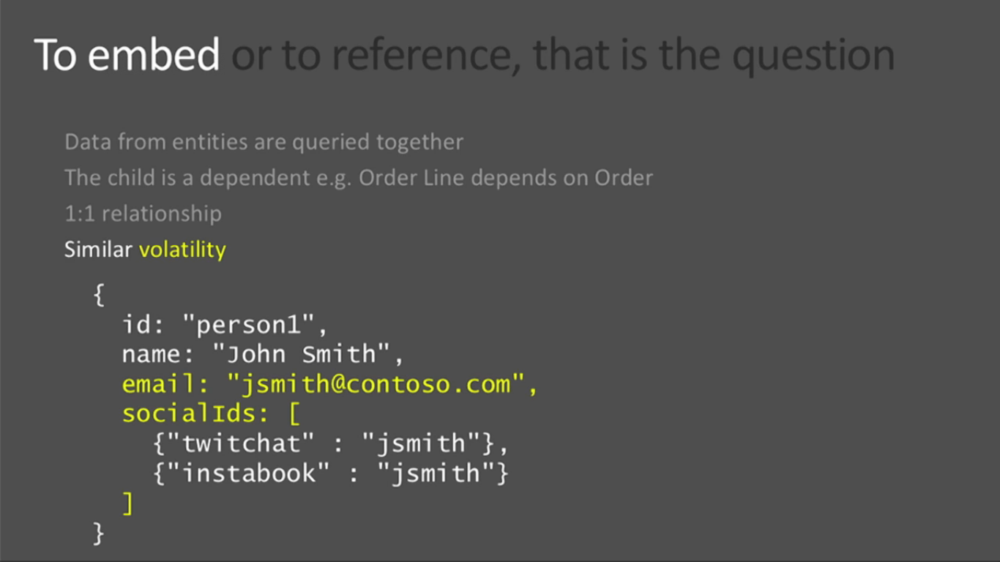 To embed or to reference, that is the question
Data from entities are queried together
The child is a dependent e.g. Order Line depends on Order
1:1 relationship
Similar volatility
{
id: "person1",
name: "John Smith",
email: "jsmith@contoso.com",
socialIds: [
{"twitchat" : "jsmith"},
{"instabook" : "jsmith"}
]
}